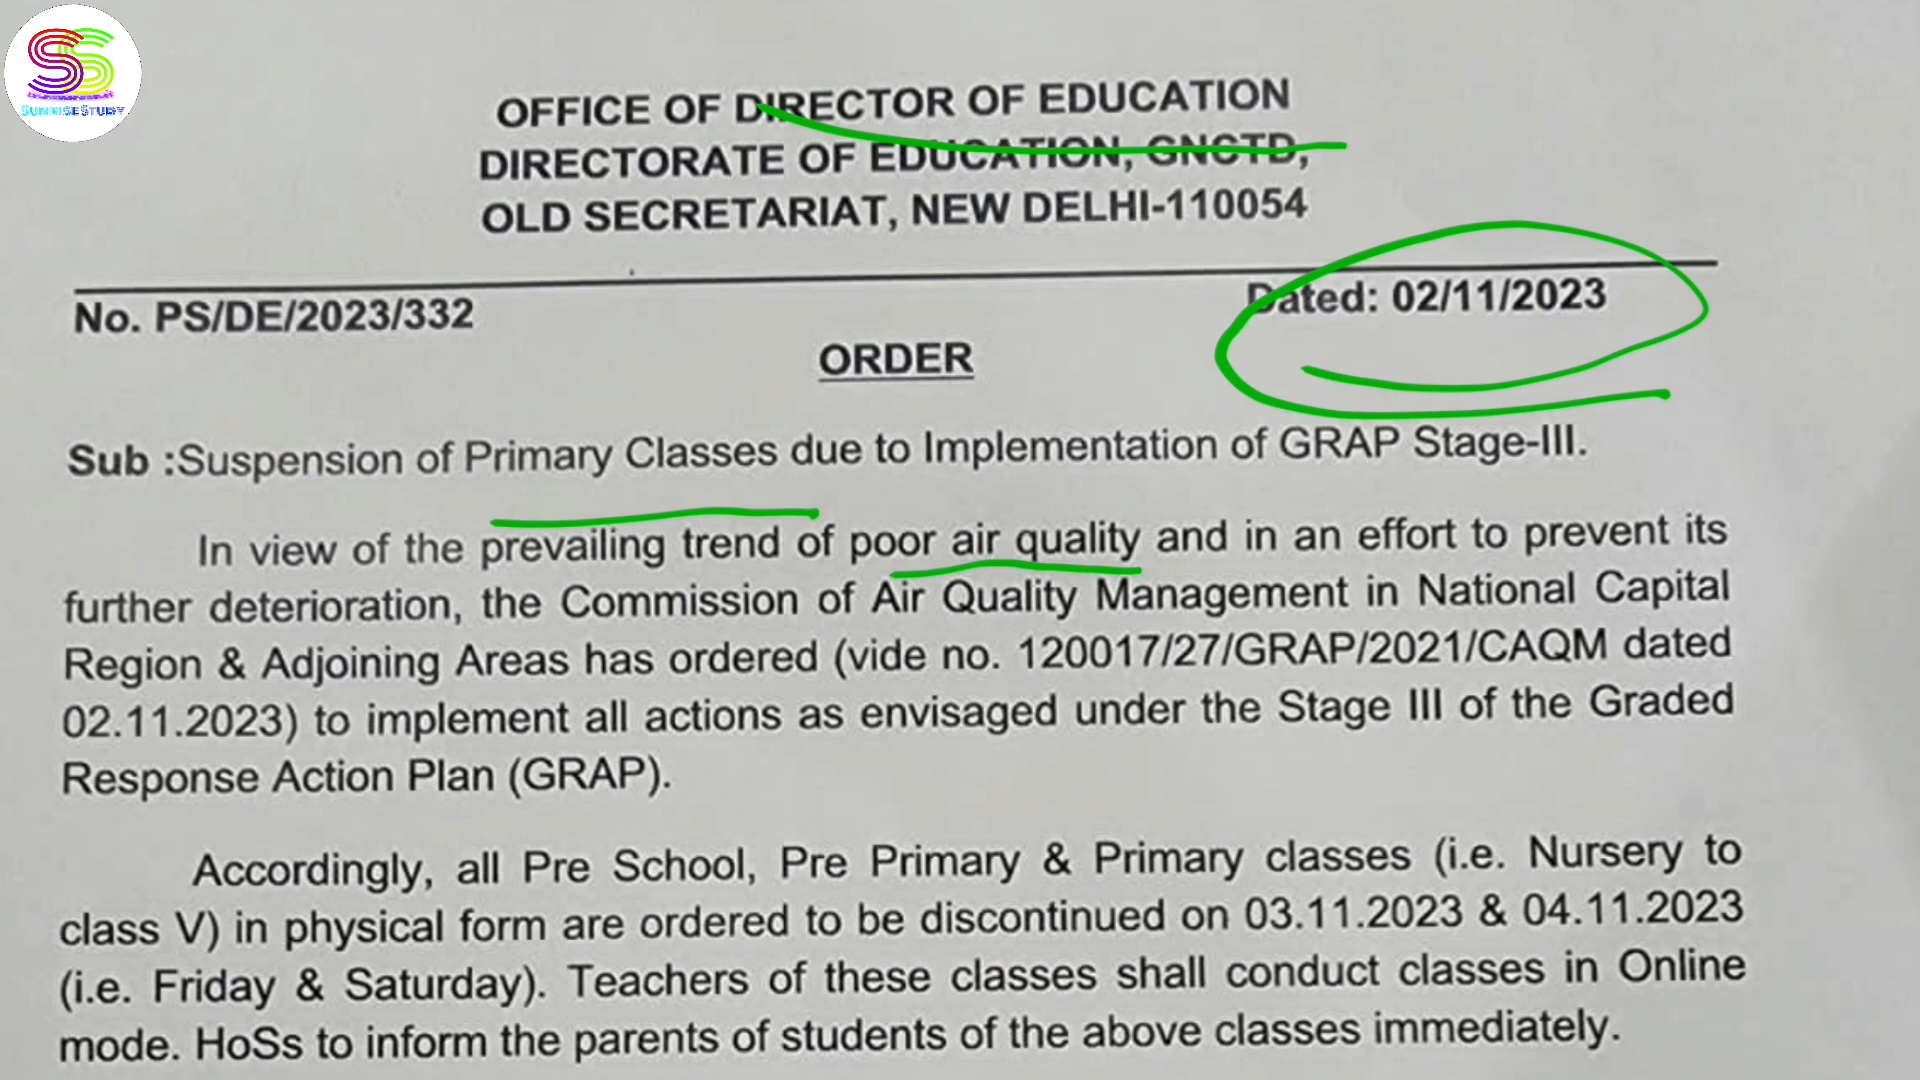 SS
SUNRISESTUDY
OFFICE OF DIRECTOR OF EDUCATION
DIRECTORATE OF EDUCATION, GNCTD,
OLD SECRETARIAT, NEW DELHI-110054
No. PS/DE/2023/332 Dated: 02/11/2023
ORDER
Sub :Suspension of Primary Classes due to Implementation of GRAP Stage-III.
In view of the prevailing trend of poor air quality and in an effort to prevent its
further deterioration, the Commission of Air Quality Management in National Capital
Region & Adjoining Areas has ordered (vide no. 120017/27/GRAP/2021/CAQM dated
02.11.2023) to implement all actions as envisaged under the Stage III of the Graded
Response Action Plan (GRAP).
Accordingly, all Pre School, Pre Primary & Primary classes (i.e. Nursery to
class V) in physical form are ordered to be discontinued on 03.11.2023 & 04.11.2023
(i.e. Friday & Saturday). Teachers of these classes shall conduct classes in Online
mode. HoSs to inform the parents of students of the above classes immediately.